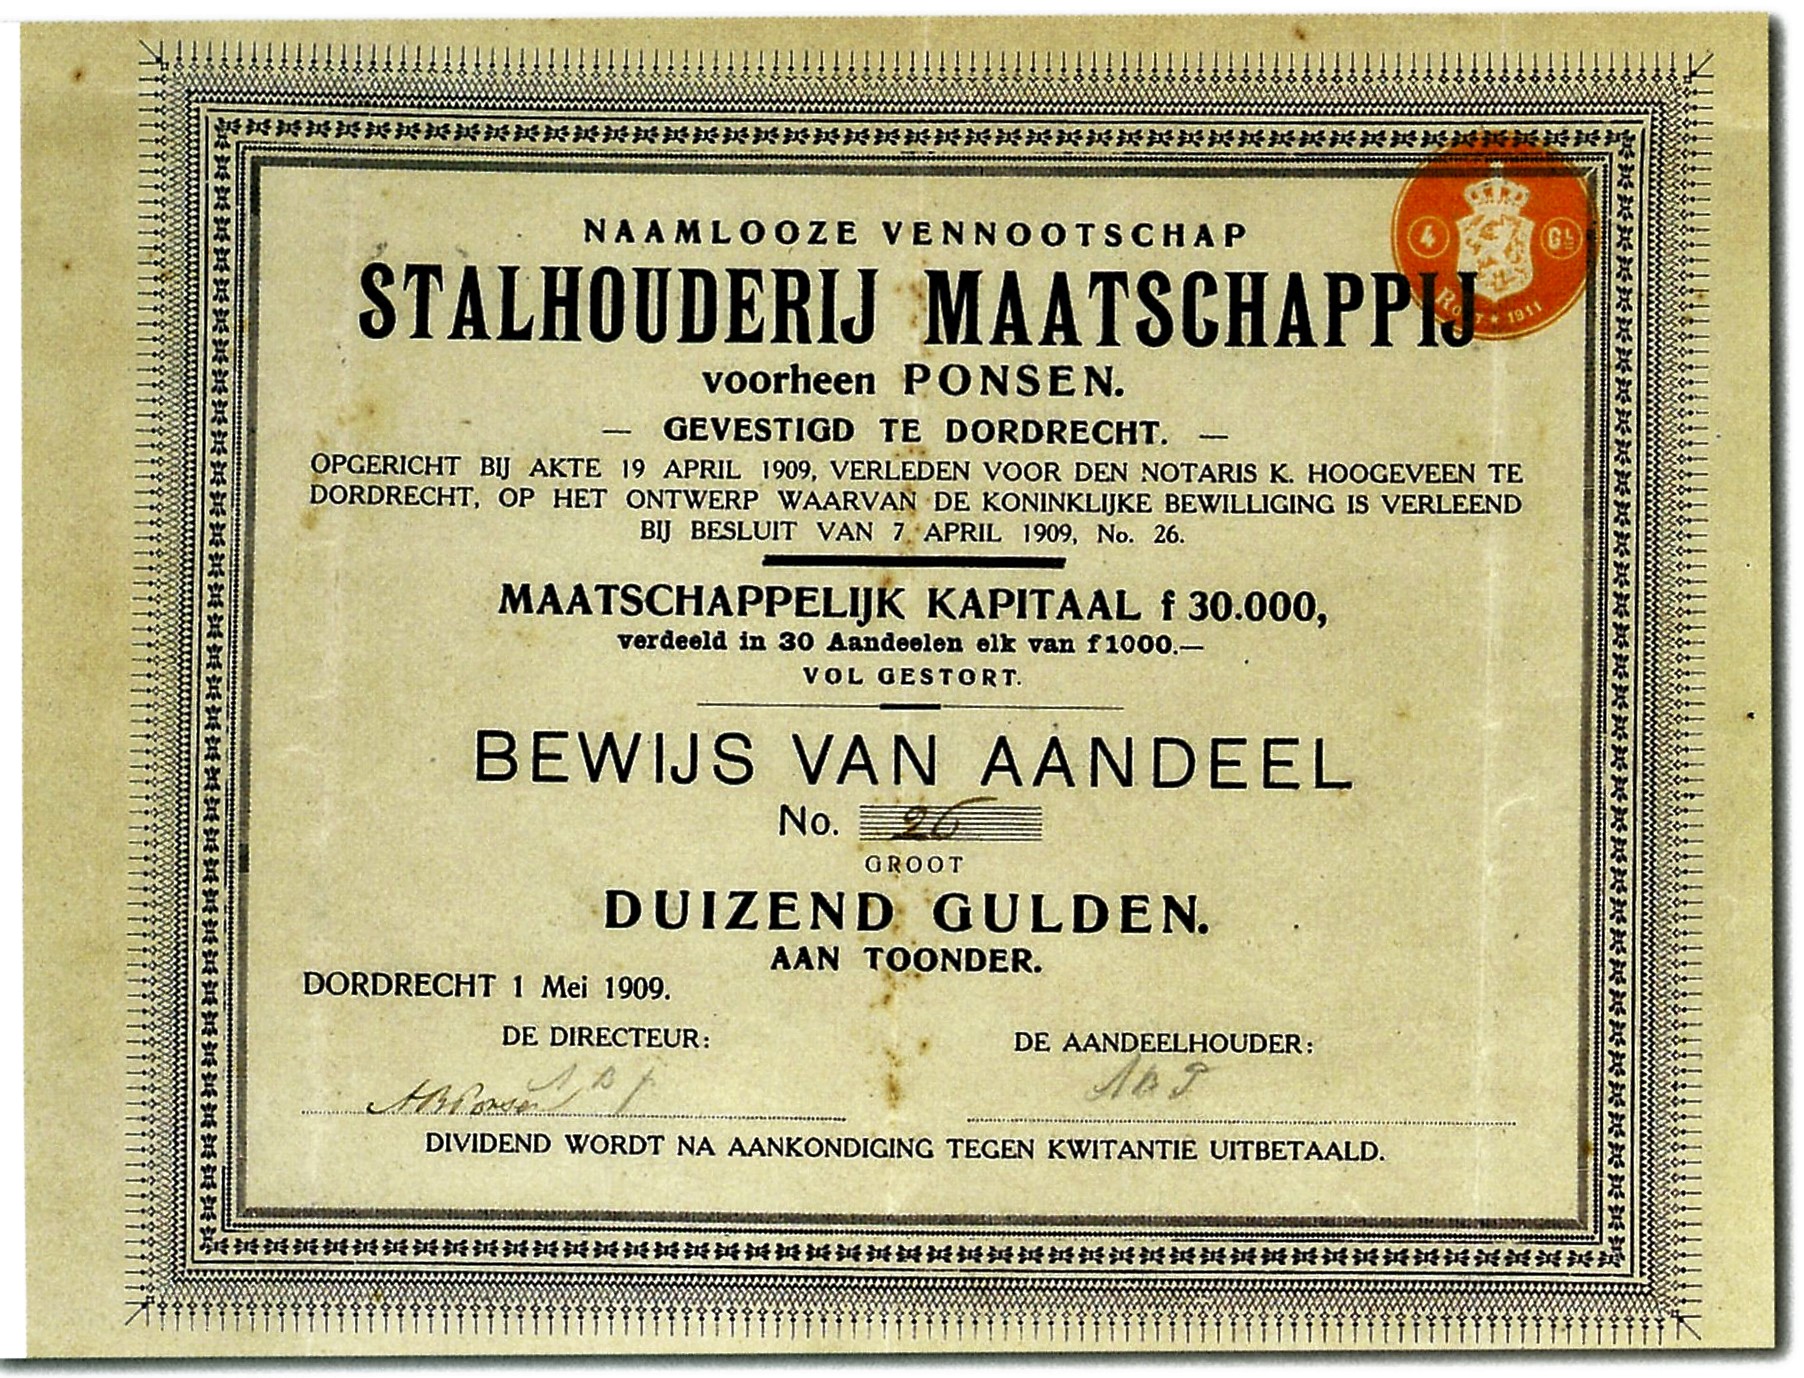 NAAMLOOZE VENNOOTSCHAP
STALHOUDERIJ MAATSCHAPPIJ
voorheen PONSEN.
— GEVESTIGD TE DORDRECHT. —
OPGERICHT BIJ AKTE 19 APRIL 1909, VERLEDEN VOOR DEN NOTARIS K. HOOGEVEEN TE
DORDRECHT, OP HET ONTWERP WAARVAN DE KONINKLIJKE BEWILLIGING IS VERLEEND
BIJ BESLUIT VAN 7 APRIL 1909, No. 26.
MAATSCHAPPELIJK KAPITAAL f 30.000,
verdeeld in 30 Aandeelen elk van f 1000.—
VOL GESTORT.
BEWIJS VAN AANDEEL
No. 26
GROOT
DUIZEND GULDEN.
AAN TOONDER.
DORDRECHT 1 Mei 1909.
DE DIRECTEUR:
DE AANDEELHOUDER:
ABPonsen
A B P
DIVIDEND WORDT NA AANKONDIGING TEGEN KWITANTIE UITBETAALD.
4 GL
1911